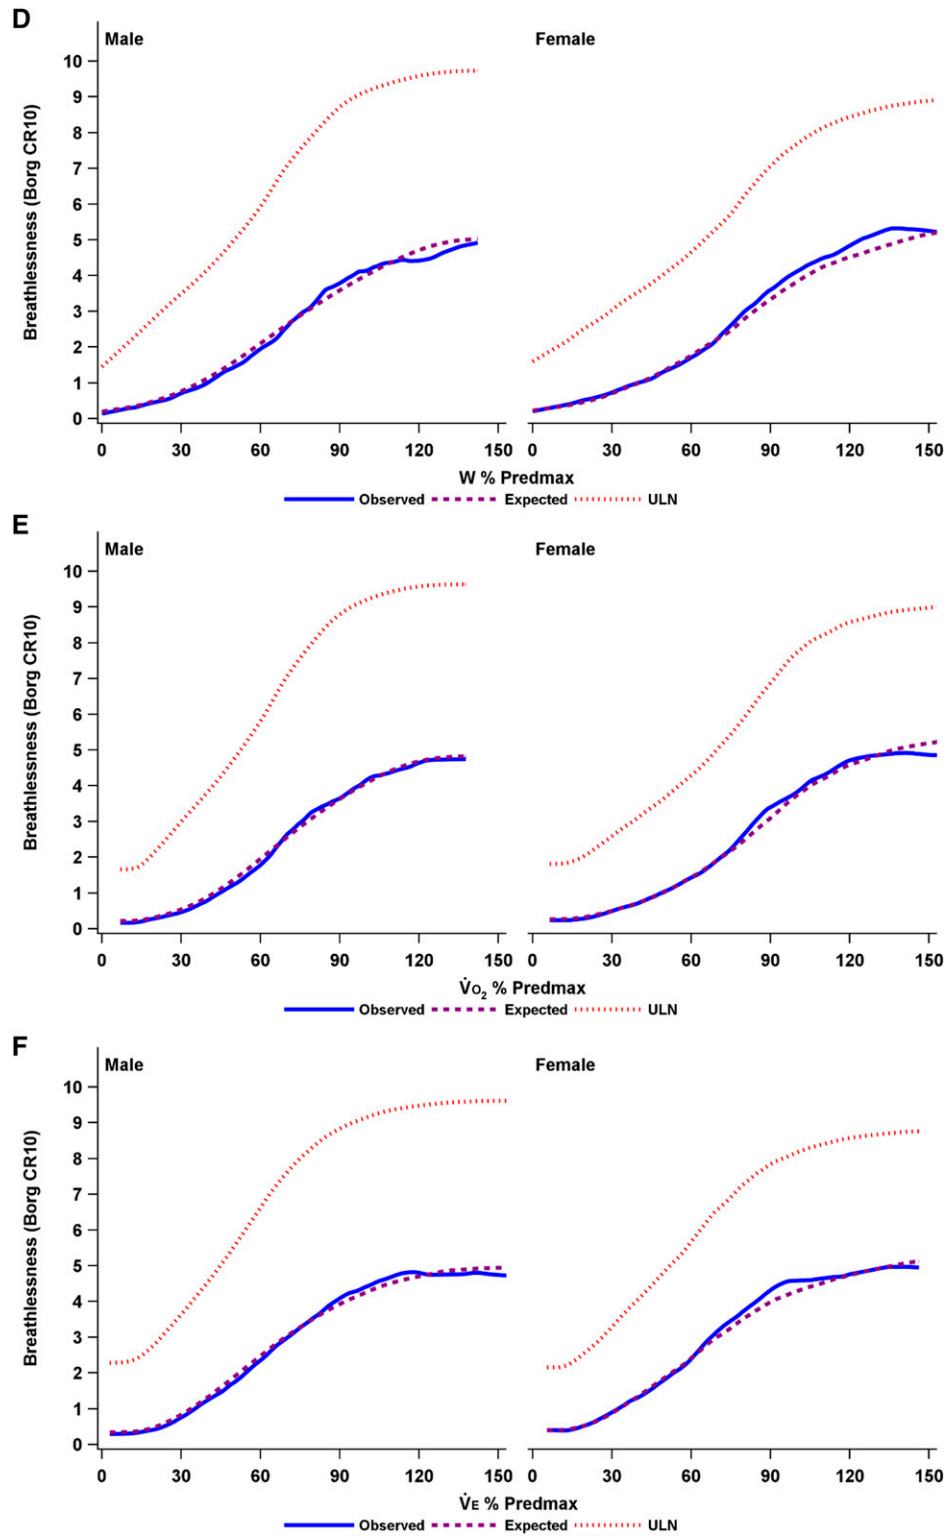 D
Male Female
Breathlessness (Borg CR10)
10
9
8
7
6
5
4
3
2
1
0
0 30 60 90 120 150 0 30 60 90 120 150
W % Predmax
Observed Expected ULN
E
Male Female
Breathlessness (Borg CR10)
10
9
8
7
6
5
4
3
2
1
0
0 30 60 90 120 150 0 30 60 90 120 150
V̇O₂ % Predmax
Observed Expected ULN
F
Male Female
Breathlessness (Borg CR10)
10
9
8
7
6
5
4
3
2
1
0
0 30 60 90 120 150 0 30 60 90 120 150
V̇E % Predmax
Observed Expected ULN